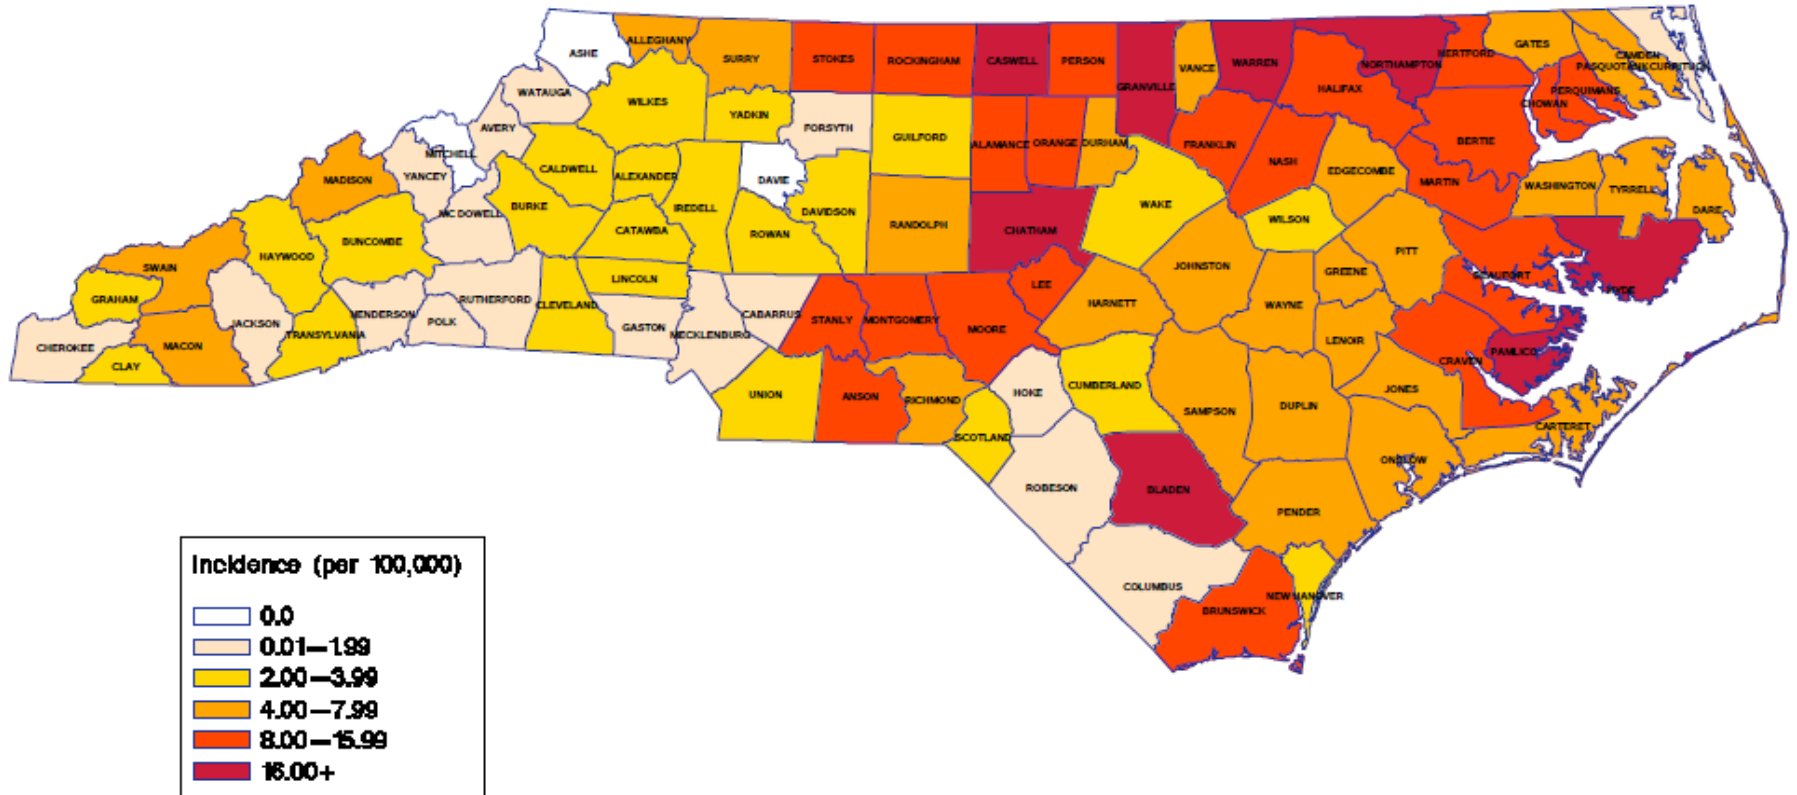 ASHE
ALLEGHANY
SURRY
STOKES
ROCKINGHAM
CASWELL
PERSON
GRANVILLE
VANCE
WARREN
NORTHAMPTON
HERTFORD
GATES
CAMDEN
PASQUOTANK
CURRITUCK
WATAUGA
WILKES
YADKIN
FORSYTH
GUILFORD
ALAMANCE
ORANGE
DURHAM
FRANKLIN
NASH
HALIFAX
BERTIE
CHOWAN
PERQUIMANS
AVERY
MITCHELL
YANCEY
MADISON
CALDWELL
ALEXANDER
IREDELL
DAVIE
DAVIDSON
RANDOLPH
CHATHAM
WAKE
WILSON
EDGECOMBE
MARTIN
WASHINGTON
TYRRELL
DARE
SWAIN
HAYWOOD
BUNCOMBE
MC DOWELL
BURKE
CATAWBA
ROWAN
JOHNSTON
GREENE
PITT
BEAUFORT
HYDE
GRAHAM
CHEROKEE
CLAY
MACON
JACKSON
TRANSYLVANIA
HENDERSON
POLK
RUTHERFORD
CLEVELAND
LINCOLN
GASTON
MECKLENBURG
CABARRUS
STANLY
MONTGOMERY
MOORE
LEE
HARNETT
WAYNE
LENOIR
CRAVEN
PAMLICO
UNION
ANSON
RICHMOND
SCOTLAND
HOKE
CUMBERLAND
SAMPSON
DUPLIN
JONES
CARTERET
ONSLOW
ROBESON
BLADEN
PENDER
COLUMBUS
BRUNSWICK
NEW HANOVER
Incidence (per 100,000)
0.0
0.01–1.99
2.00–3.99
4.00–7.99
8.00–15.99
16.00+